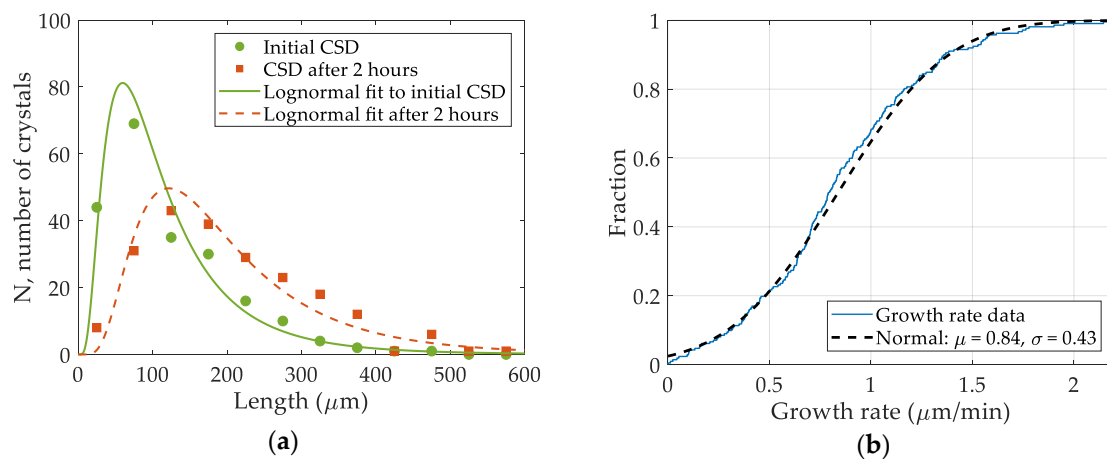 100
80
60
40
20
0
N, number of crystals
Initial CSD
CSD after 2 hours
Lognormal fit to initial CSD
Lognormal fit after 2 hours
0 100 200 300 400 500 600
Length (μm)
(a)
1
0.8
0.6
0.4
0.2
0
Fraction
Growth rate data
Normal: μ = 0.84, σ = 0.43
0 0.5 1 1.5 2
Growth rate (μm/min)
(b)